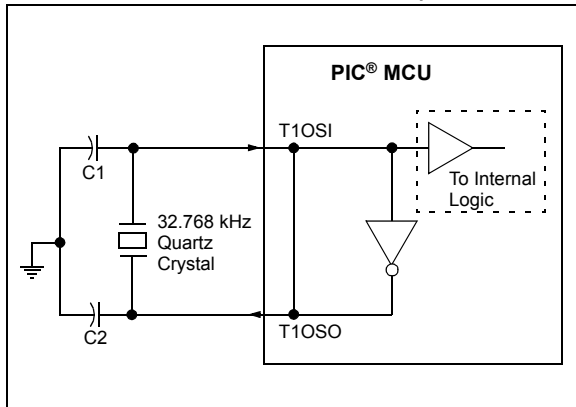 PIC® MCU
T1OSI
C1
To Internal
Logic
32.768 kHz
Quartz
Crystal
T1OSO
C2